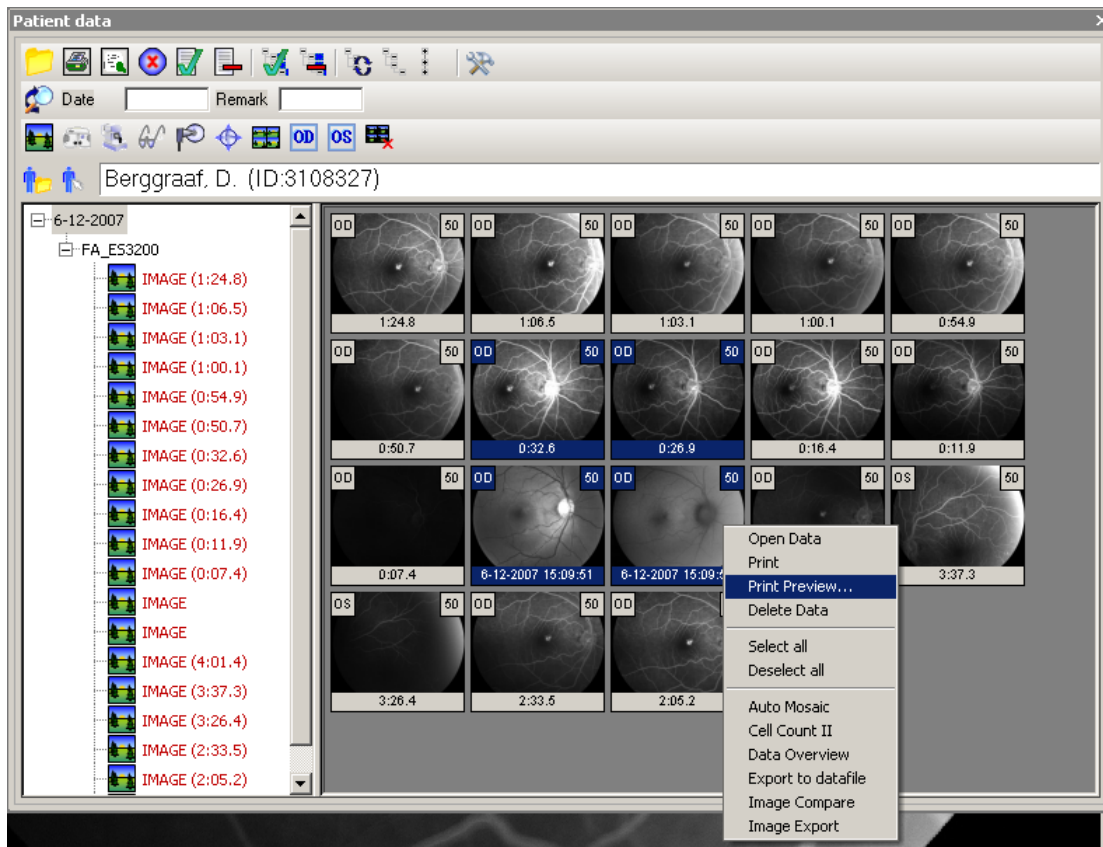 Patient data
Date Remark
OD OS
Berggraaf, D. (ID:3108327)
6-12-2007
FA_ES3200
IMAGE (1:24.8)
IMAGE (1:06.5)
IMAGE (1:03.1)
IMAGE (1:00.1)
IMAGE (0:54.9)
IMAGE (0:50.7)
IMAGE (0:32.6)
IMAGE (0:26.9)
IMAGE (0:16.4)
IMAGE (0:11.9)
IMAGE (0:07.4)
IMAGE
IMAGE
IMAGE (4:01.4)
IMAGE (3:37.3)
IMAGE (3:26.4)
IMAGE (2:33.5)
IMAGE (2:05.2)
OD 50 OD 50 OD 50 OD 50 OD 50
1:24.8 1:06.5 1:03.1 1:00.1 0:54.9
OD 50 OD 50 OD 50 OD 50 OD 50
0:50.7 0:32.6 0:26.9 0:16.4 0:11.9
OD 50 OD 50 OD 50 OD 50 OS 50
0:07.4 6-12-2007 15:09:51 6-12-2007 3:37.3
OS 50 OD 50 OD
3:26.4 2:33.5 2:05.2
Open Data
Print
Print Preview...
Delete Data
Select all
Deselect all
Auto Mosaic
Cell Count II
Data Overview
Export to datafile
Image Compare
Image Export